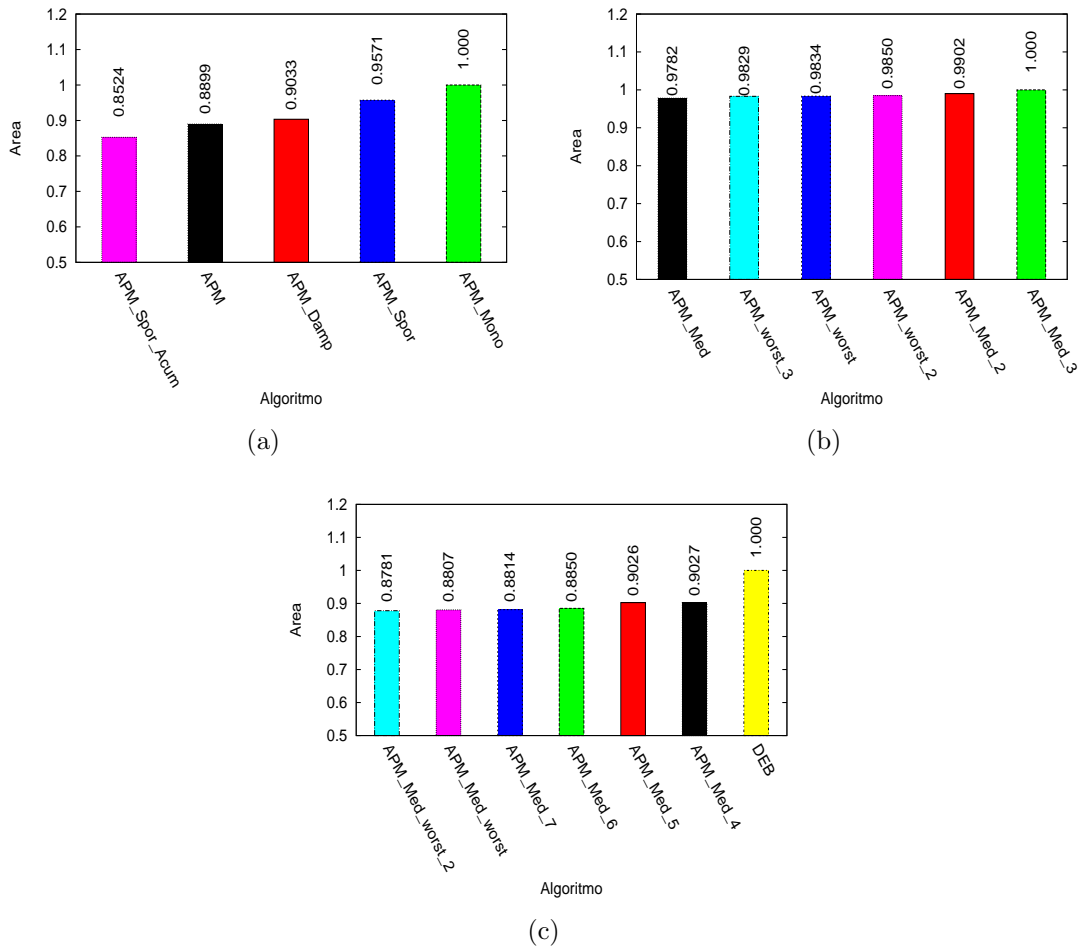 1.2
1.1
1
0.9
0.8
0.7
0.6
0.5
Area
0.8524
0.8899
0.9033
0.9571
1.000
APM_Spor_Acum
APM
APM_Damp
APM_Spor
APM_Mono
Algoritmo
(a)
1.2
1.1
1
0.9
0.8
0.7
0.6
0.5
Area
0.9782
0.9829
0.9834
0.9850
0.9902
1.000
APM_Med
APM_worst_3
APM_worst
APM_worst_2
APM_Med_2
APM_Med_3
Algoritmo
(b)
1.2
1.1
1
0.9
0.8
0.7
0.6
0.5
Area
0.8781
0.8807
0.8814
0.8850
0.9026
0.9027
1.000
APM_Med_worst_2
APM_Med_worst
APM_Med_7
APM_Med_6
APM_Med_5
APM_Med_4
DEB
Algoritmo
(c)